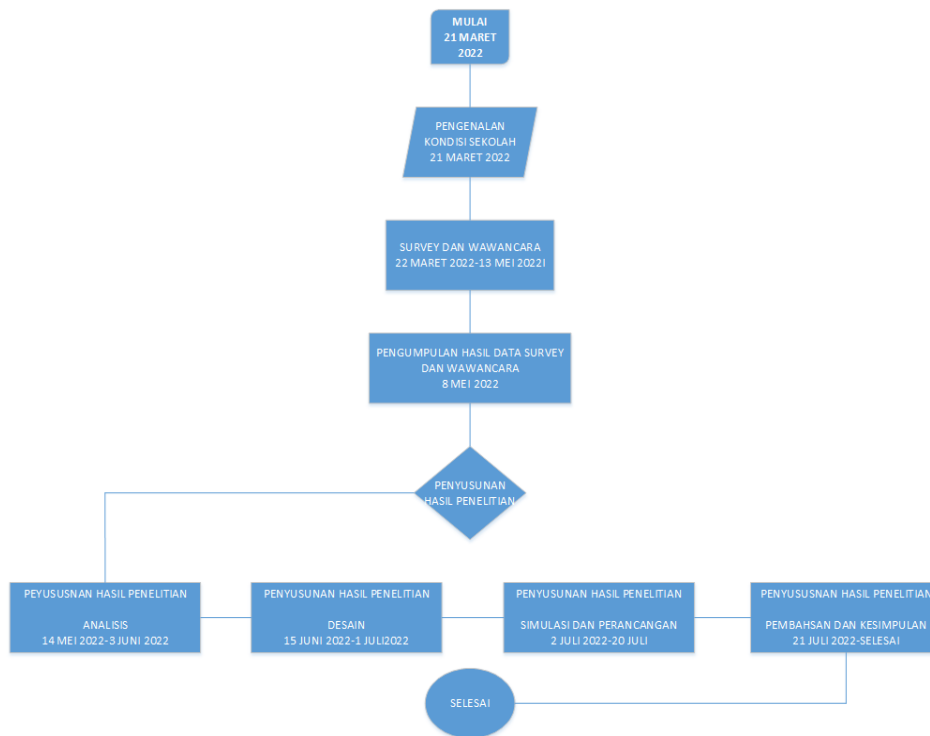 MULAI
21 MARET
2022
PENGENALAN
KONDISI SEKOLAH
21 MARET 2022
SURVEY DAN WAWANCARA
22 MARET 2022-13 MEI 2022I
PENGUMPULAN HASIL DATA SURVEY
DAN WAWANCARA
8 MEI 2022
PENYUSUNAN
HASIL PENELITIAN
PEYUSUSNAN HASIL PENELITIAN
ANALISIS
14 MEI 2022-3 JUNI 2022
PENYUSUNAN HASIL PENELITIAN
DESAIN
15 JUNI 2022-1 JULI2022
PENYUSUNAN HASIL PENELITIAN
SIMULASI DAN PERANCANGAN
2 JULI 2022-20 JULI
PENYUSUSNAN HASIL PENELITIAN
PEMBAHSAN DAN KESIMPULAN
21 JULI 2022-SELESAI
SELESAI